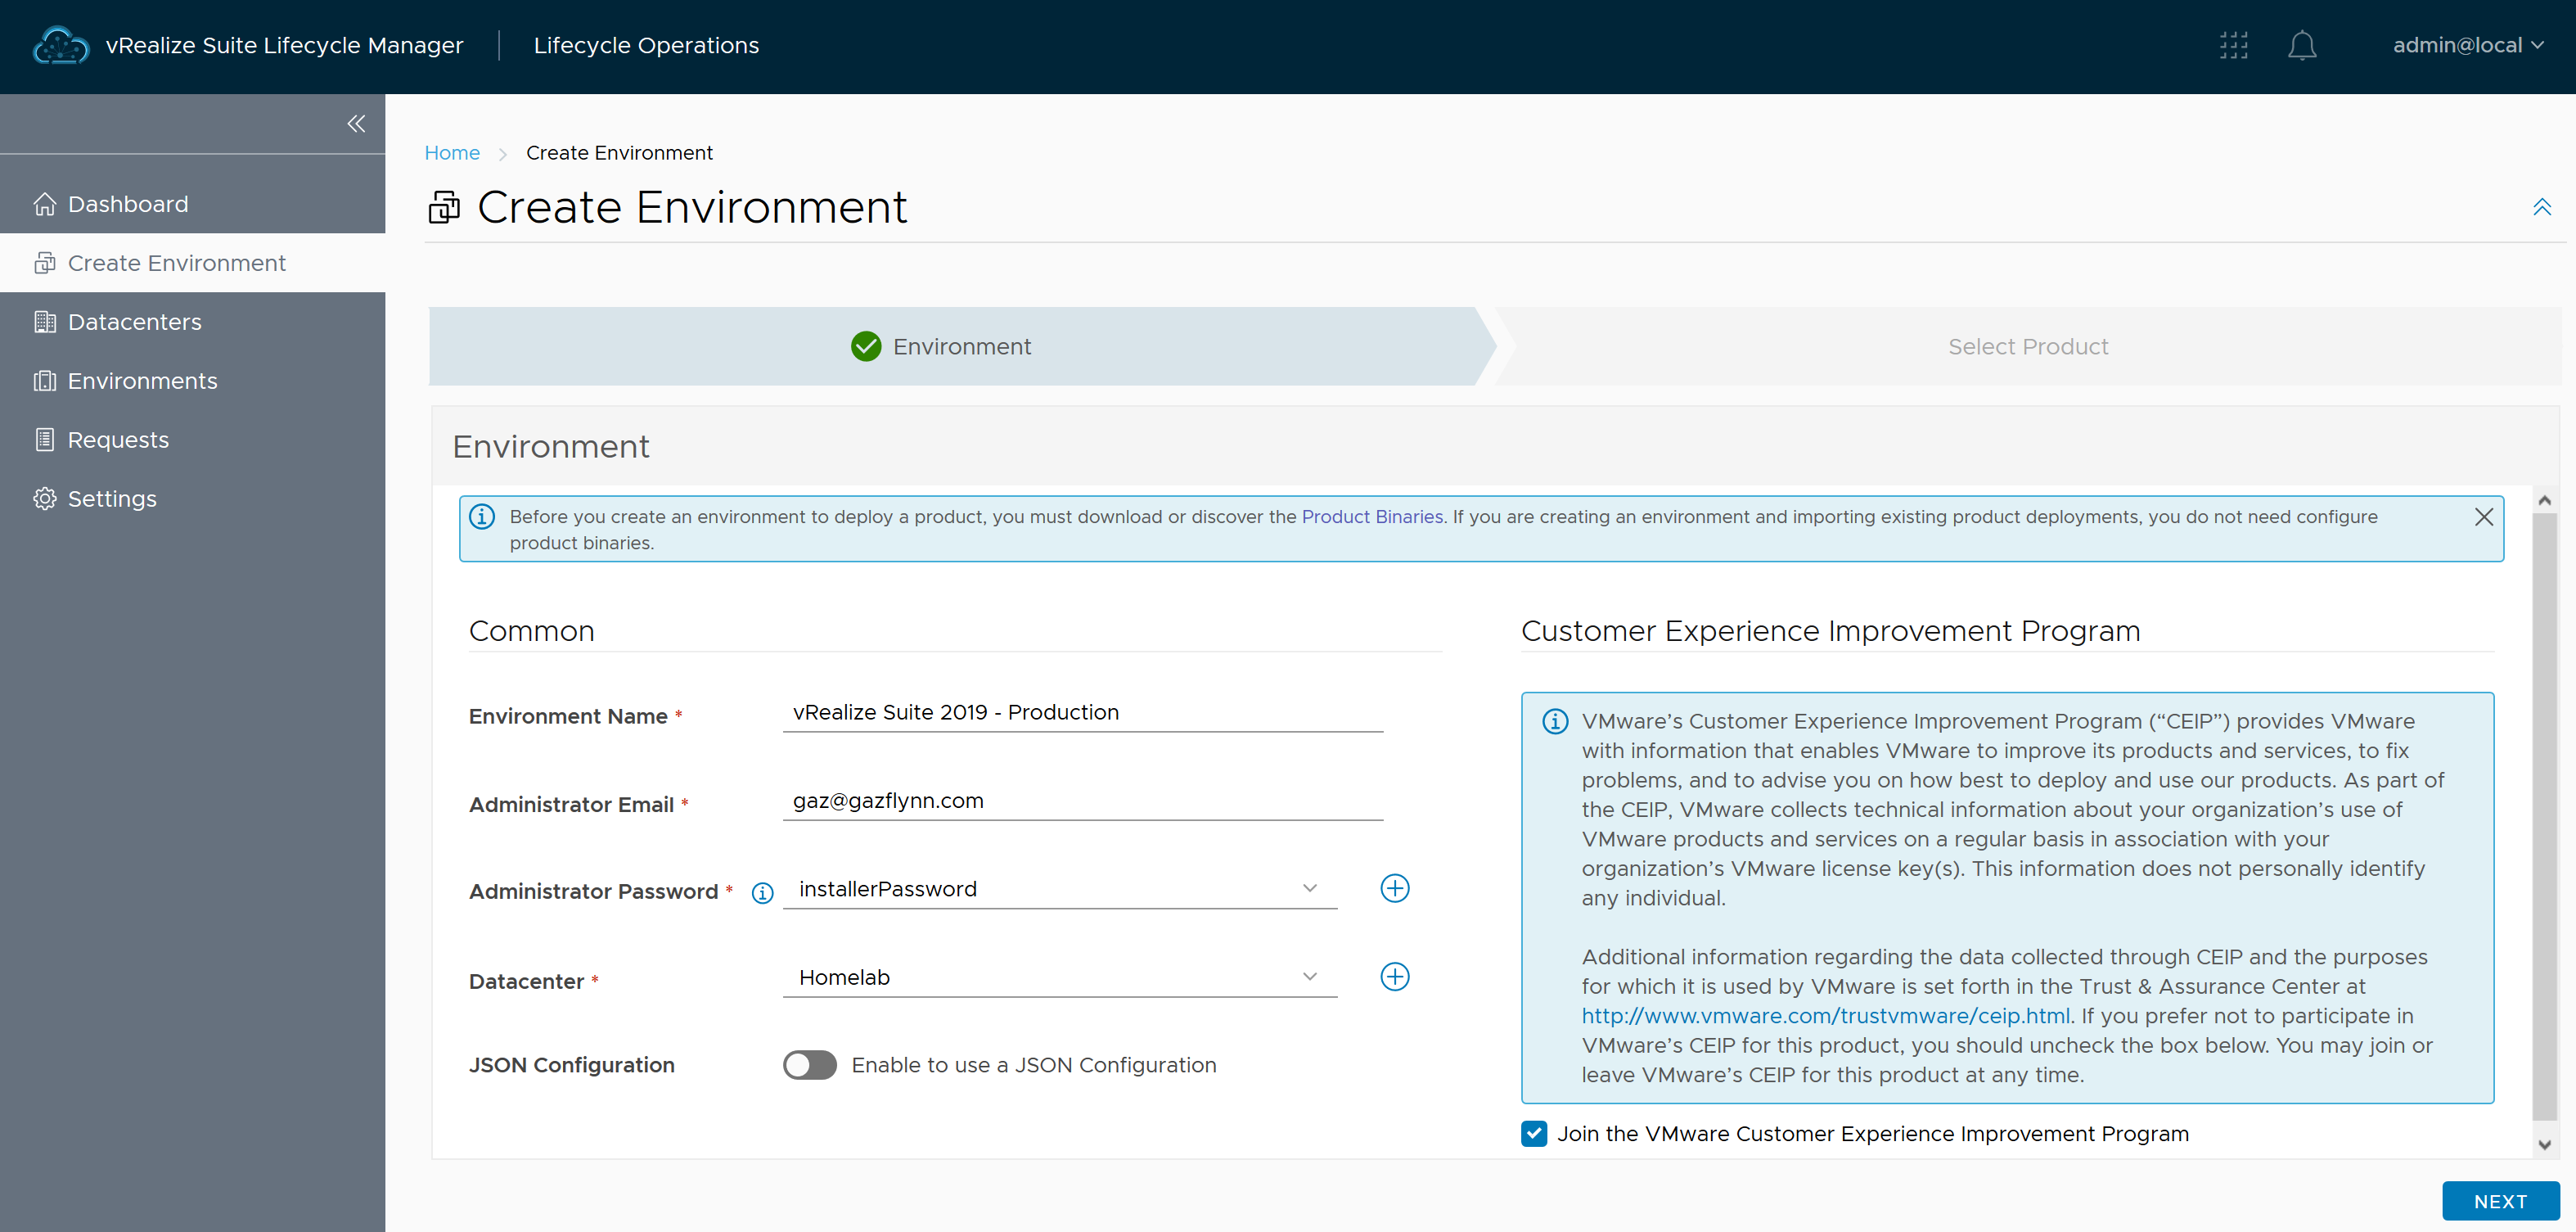 vRealize Suite Lifecycle Manager
Lifecycle Operations
admin@local
Dashboard
Create Environment
Datacenters
Environments
Requests
Settings
Home
Create Environment
Create Environment
Environment
Select Product
Environment
Before you create an environment to deploy a product, you must download or discover the Product Binaries. If you are creating an environment and importing existing product deployments, you do not need configure
product binaries.
Common
Environment Name *
vRealize Suite 2019 - Production
Administrator Email *
gaz@gazflynn.com
Administrator Password *
installerPassword
Datacenter *
Homelab
JSON Configuration
Enable to use a JSON Configuration
Customer Experience Improvement Program
VMware’s Customer Experience Improvement Program (“CEIP”) provides VMware
with information that enables VMware to improve its products and services, to fix
problems, and to advise you on how best to deploy and use our products. As part of
the CEIP, VMware collects technical information about your organization’s use of
VMware products and services on a regular basis in association with your
organization’s VMware license key(s). This information does not personally identify
any individual.
Additional information regarding the data collected through CEIP and the purposes
for which it is used by VMware is set forth in the Trust & Assurance Center at
http://www.vmware.com/trustvmware/ceip.html. If you prefer not to participate in
VMware’s CEIP for this product, you should uncheck the box below. You may join or
leave VMware’s CEIP for this product at any time.
Join the VMware Customer Experience Improvement Program
NEXT